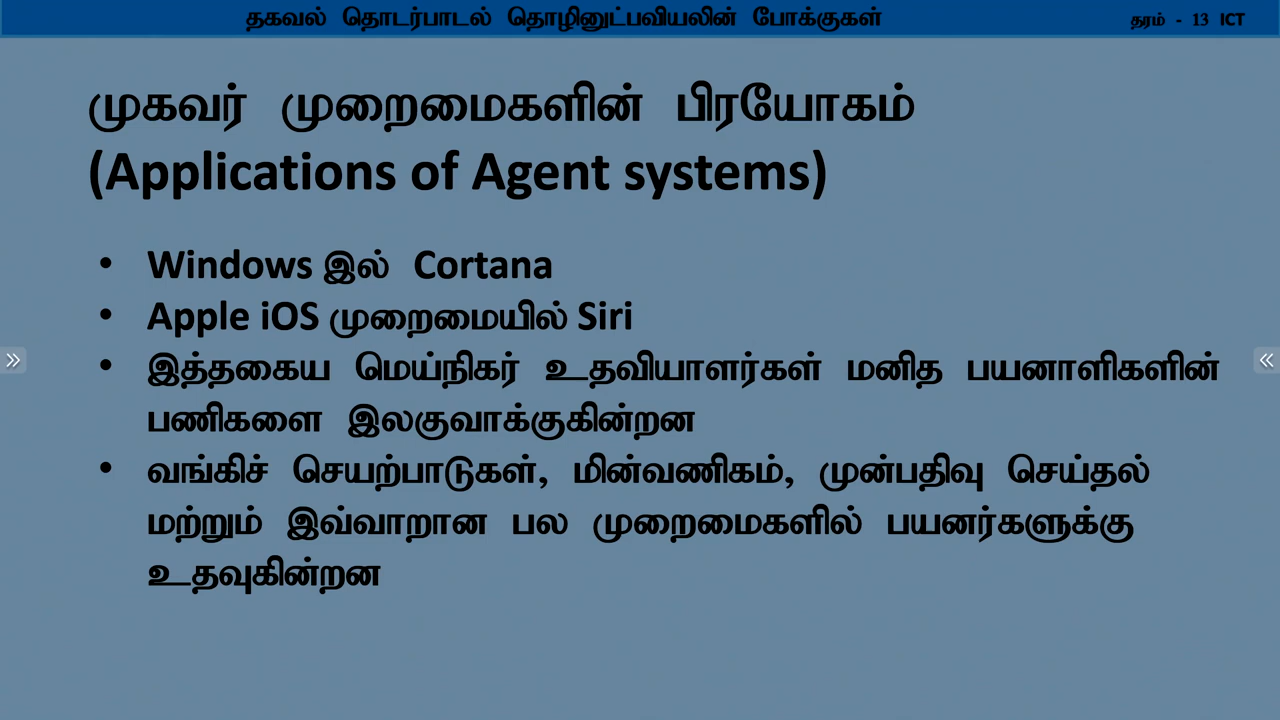 தகவல் தொடர்பாடல் தொழினுட்பவியலின் போக்குகள்
தரம் - 13 ICT
முகவர் முறைமைகளின் பிரயோகம்
(Applications of Agent systems)
• Windows இல் Cortana
• Apple iOS முறைமையில் Siri
• இத்தகைய மெய்நிகர் உதவியாளர்கள் மனித பயனாளிகளின்
பணிகளை இலகுவாக்குகின்றன
• வங்கிச் செயற்பாடுகள், மின்வணிகம், முன்பதிவு செய்தல்
மற்றும் இவ்வாறான பல முறைமைகளில் பயனர்களுக்கு
உதவுகின்றன